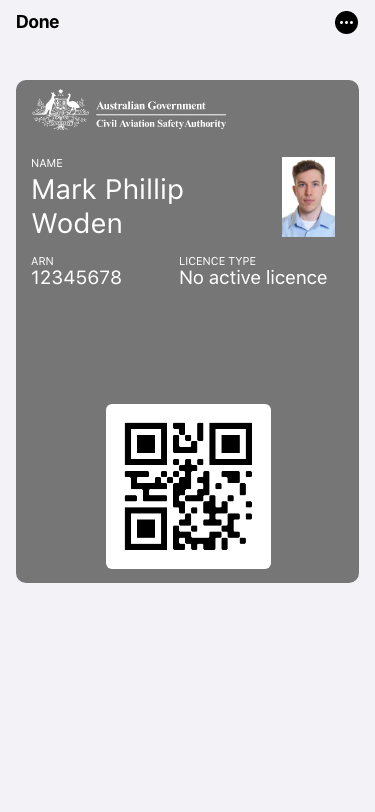 Done
Australian Government
Civil Aviation Safety Authority
NAME
Mark Phillip
Woden
ARN
LICENCE TYPE
12345678
No active licence